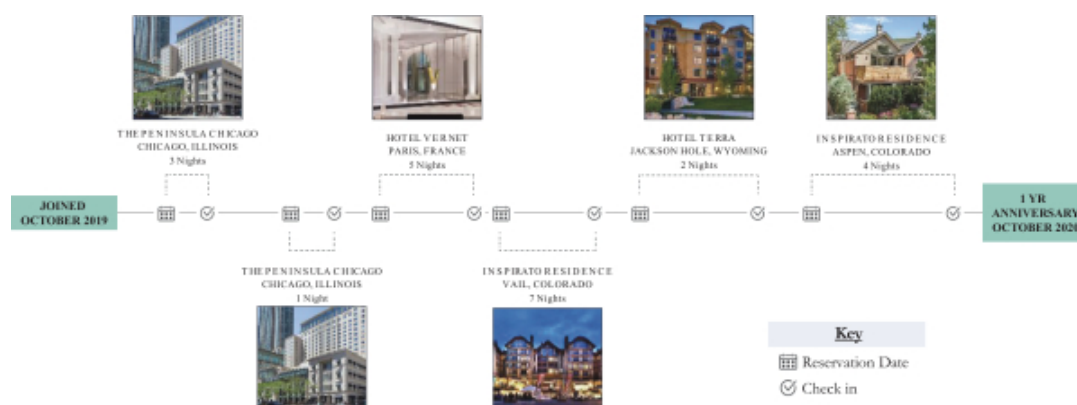 THE PENINSULA CHICAGO
CHICAGO, ILLINOIS
3 Nights
HOTEL VERNET
PARIS, FRANCE
5 Nights
HOTEL TERRA
JACKSON HOLE, WYOMING
2 Nights
INSPIRATO RESIDENCE
ASPEN, COLORADO
4 Nights
JOINED
OCTOBER 2019
1 YR
ANNIVERSARY
OCTOBER 2020
THE PENINSULA CHICAGO
CHICAGO, ILLINOIS
1 Night
INSPIRATO RESIDENCE
VAIL, COLORADO
7 Nights
Key
Reservation Date
Check in